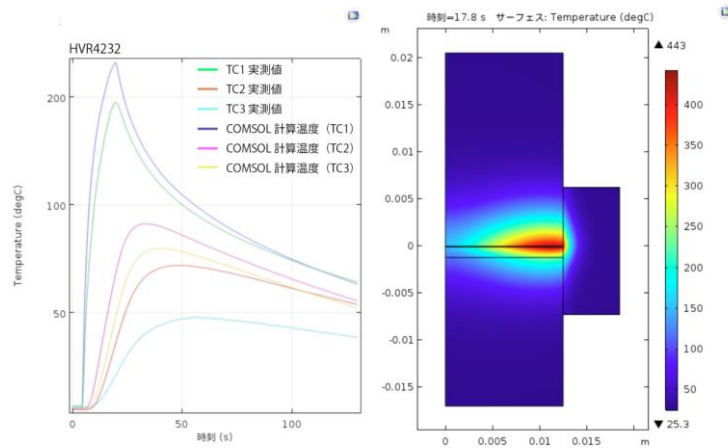 HVR4232
TC1 実測値
TC2 実測値
TC3 実測値
COMSOL 計算温度（TC1）
COMSOL 計算温度（TC2）
COMSOL 計算温度（TC3）
Temperature (degC)
200
100
50
0
50
100
時刻 (s)
時刻=17.8 s サーフェス: Temperature (degC)
m
0.02
0.015
0.01
0.005
0
-0.005
-0.01
-0.015
0
0.005
0.01
0.015
m
▲ 443
400
350
300
250
200
150
100
50
▼ 25.3